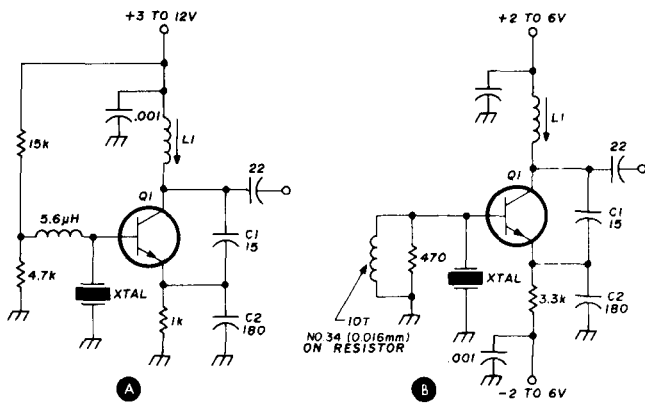 +3 TO 12V
.001
L1
15k
22
Q1
5.6μH
C1
15
4.7k
XTAL
1k
C2
180
A
+2 TO 6V
L1
22
Q1
C1
15
470
XTAL
10T
NO.34 (0.016mm)
ON RESISTOR
3.3k
C2
180
.001
-2 TO 6V
B